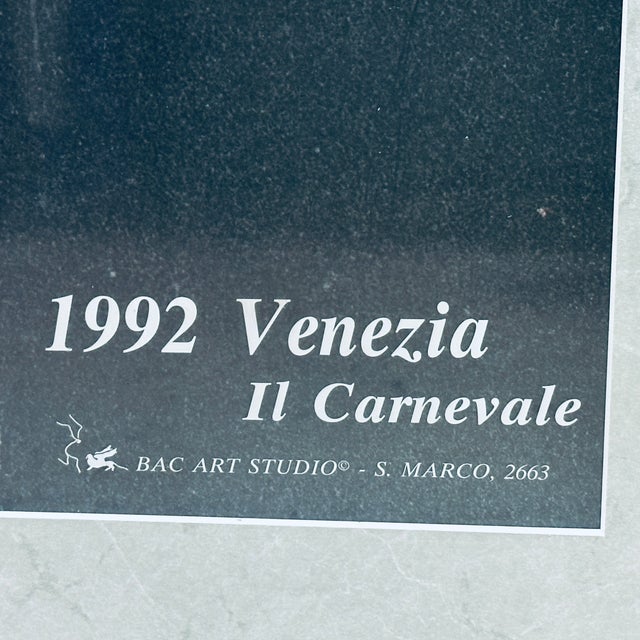 1992 Venezia
Il Carnevale
BAC ART STUDIO© - S. MARCO, 2663